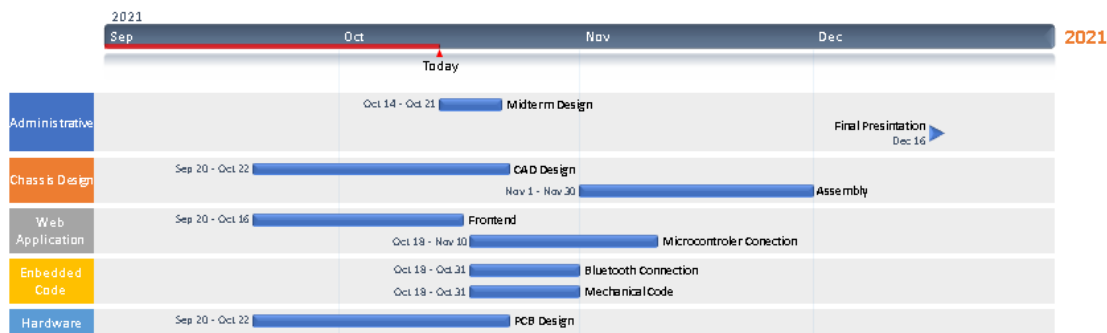 2021
Sep Oct Nov Dec
2021
Today
Administrative
Oct 14 - Oct 21 Midterm Design
Final Presintation
Dec 16
Chassis Design
Sep 20 - Oct 22 CAD Design
Nov 1 - Nov 30 Assembly
Web
Application
Sep 20 - Oct 16 Frontend
Oct 18 - Nov 10 Microcontroler Conection
Enbedded
Code
Oct 18 - Oct 31 Bluetooth Connection
Oct 18 - Oct 31 Mechanical Code
Hardware
Sep 20 - Oct 22 PCB Design